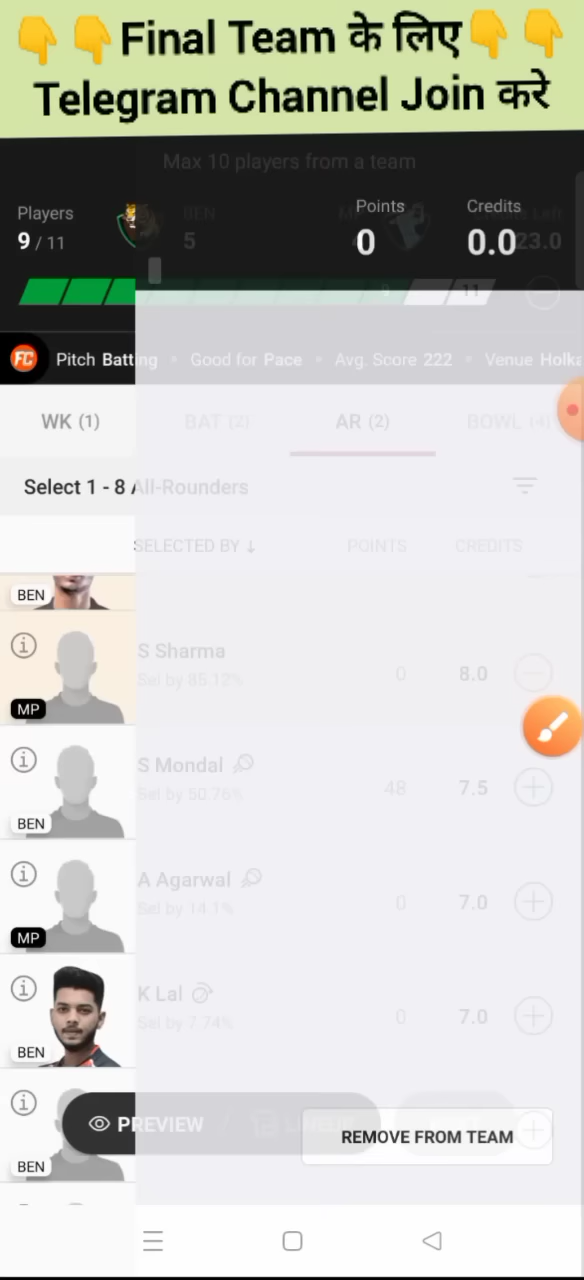 Final Team के लिए
Telegram Channel Join करे
Max 10 players from a team
Players
BEN
Points
Credits
9 / 11
5
0
0.0
23.0
11
FC Pitch Batting • Good for Pace • Avg. Score 222 • Venue Holka
WK (1) BAT (2) AR (2) BOWL (4)
Select 1 - 8 All-Rounders
SELECTED BY ↓ POINTS CREDITS
BEN
S Sharma
Sel by 85.12% 0 8.0
MP
S Mondal
Sel by 50.76% 48 7.5
BEN
A Agarwal
Sel by 14.1% 0 7.0
MP
K Lal
Sel by 7.74% 0 7.0
BEN
PREVIEW
REMOVE FROM TEAM
BEN